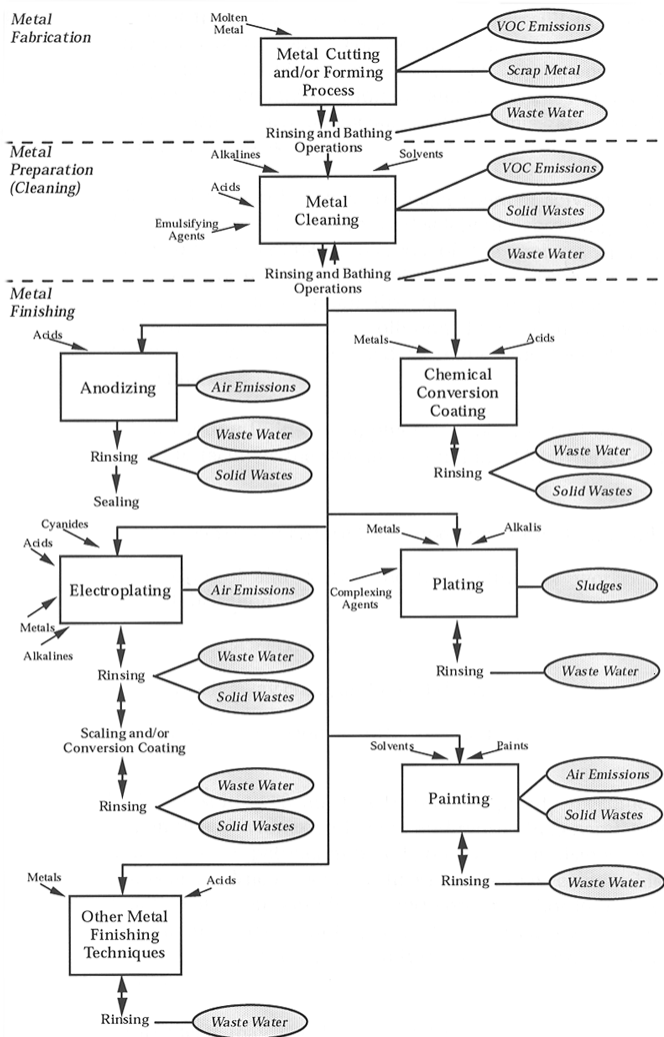 Metal
Fabrication
Molten
Metal
Metal Cutting
and/or Forming
Process
VOC Emissions
Scrap Metal
Waste Water
Rinsing and Bathing
Operations
Metal
Preparation
(Cleaning)
Alkalines
Solvents
Acids
Emulsifying
Agents
Metal
Cleaning
VOC Emissions
Solid Wastes
Waste Water
Rinsing and Bathing
Operations
Metal
Finishing
Acids
Anodizing
Air Emissions
Rinsing
Waste Water
Solid Wastes
Sealing
Metals
Acids
Chemical
Conversion
Coating
Rinsing
Waste Water
Solid Wastes
Cyanides
Acids
Metals
Alkalines
Electroplating
Air Emissions
Rinsing
Waste Water
Solid Wastes
Scaling and/or
Conversion Coating
Rinsing
Waste Water
Solid Wastes
Metals
Alkalis
Complexing
Agents
Plating
Sludges
Rinsing
Waste Water
Solvents
Paints
Painting
Air Emissions
Solid Wastes
Rinsing
Waste Water
Metals
Acids
Other Metal
Finishing
Techniques
Rinsing
Waste Water